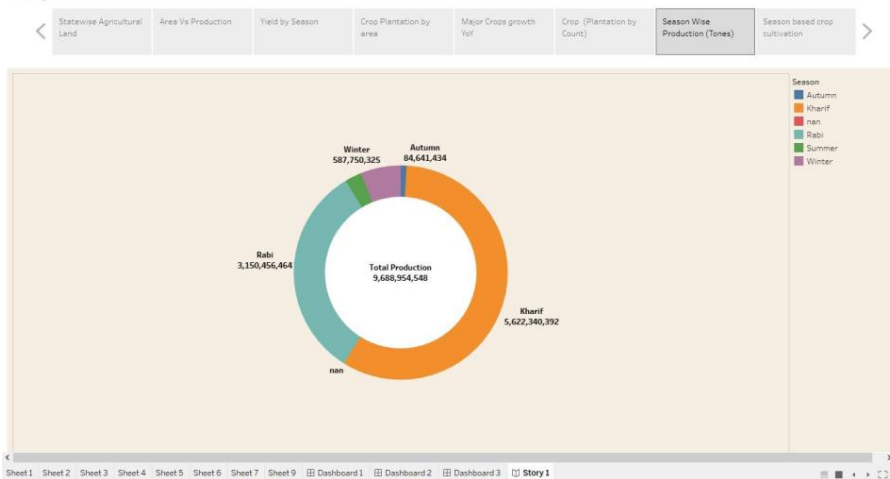 Statewise Agricultural
Land
Area Vs Production
Yield by Season
Crop Plantation by
area
Major Crops growth
YoY
Crop (Plantation by
Count)
Season Wise
Production (Tones)
Season based crop
cultivation
Season
Autumn
Kharif
nan
Rabi
Summer
Winter
Winter
587,750,325
Autumn
84,641,434
Rabi
3,150,456,464
Total Production
9,688,954,548
Kharif
5,622,340,392
nan
Sheet 1 Sheet 2 Sheet 3 Sheet 4 Sheet 5 Sheet 6 Sheet 7 Sheet 9 Dashboard 1 Dashboard 2 Dashboard 3 Story 1